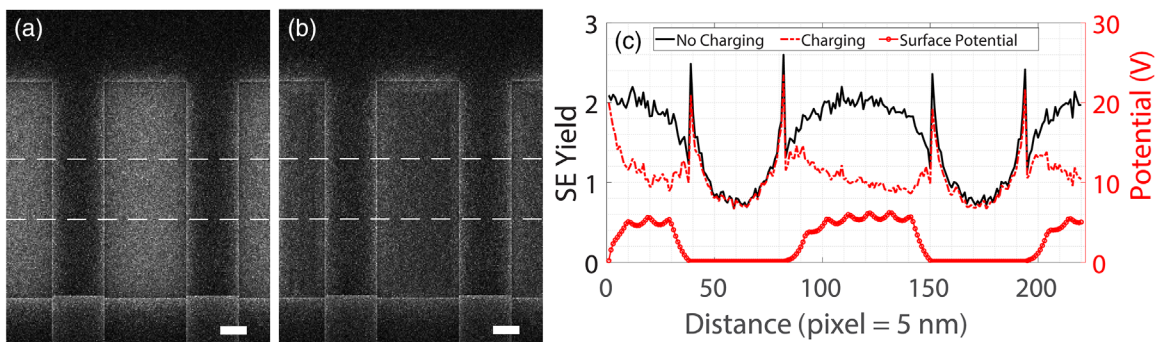 (a)
(b)
(c)
No Charging
Charging
Surface Potential
3
2
1
0
SE Yield
30
20
10
0
Potential (V)
0
50
100
150
200
Distance (pixel = 5 nm)